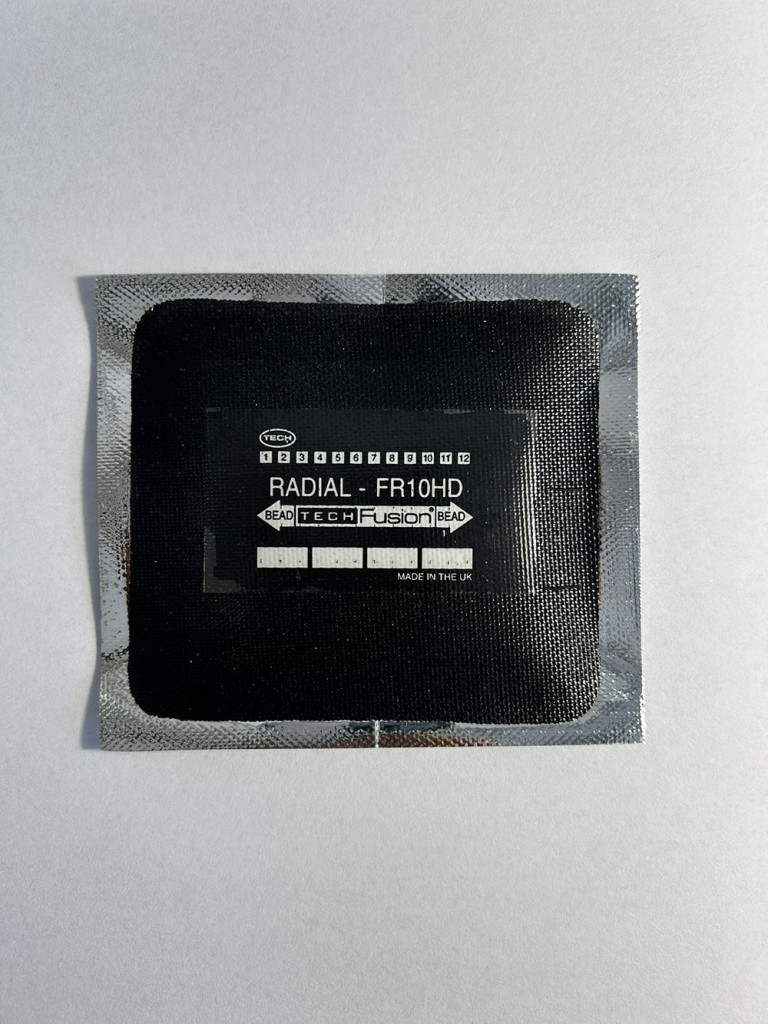 TECH
1 2 3 4 5 6 7 8 9 10 11 12
RADIAL - FR10HD
BEAD TECH Fusion® BEAD
1
MADE IN THE UK